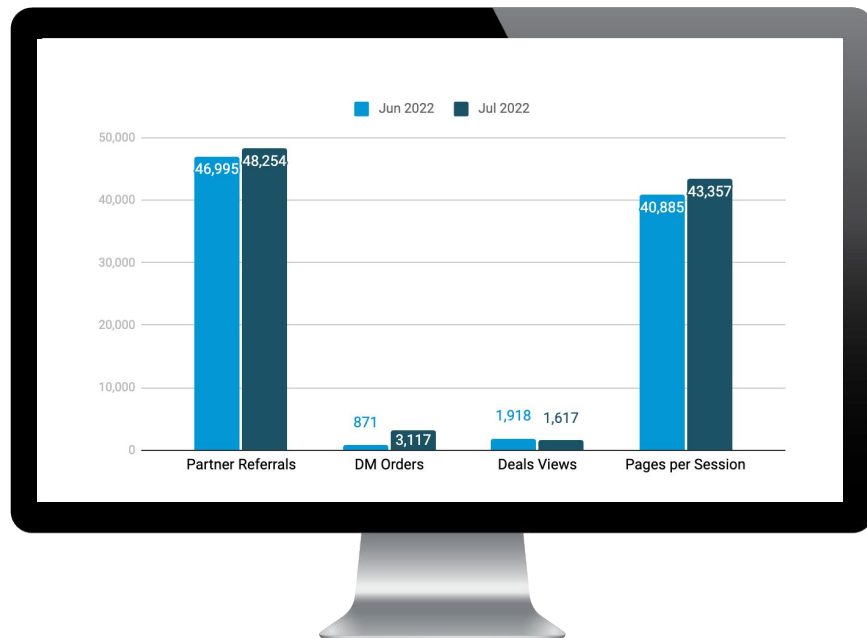 Jun 2022 Jul 2022
50,000
46,995 48,254
40,000
40,885 43,357
30,000
20,000
10,000
871 3,117 1,918 1,617
0
Partner Referrals DM Orders Deals Views Pages per Session